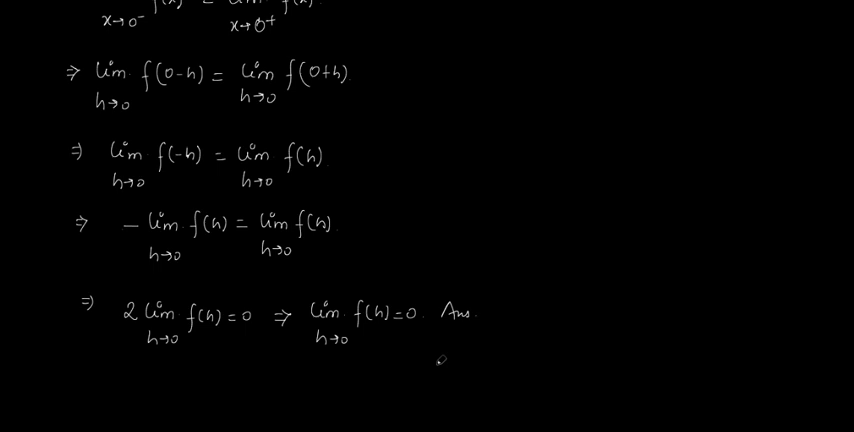 x→0⁻ f(x) = lim x→0⁺ f(x).
⇒ lim h→0 f(0-h) = lim h→0 f(0+h)
⇒ lim h→0 f(-h) = lim h→0 f(h)
⇒ - lim h→0 f(h) = lim h→0 f(h).
⇒ 2 lim h→0 f(h) = 0 ⇒ lim h→0 f(h) = 0. Ans.